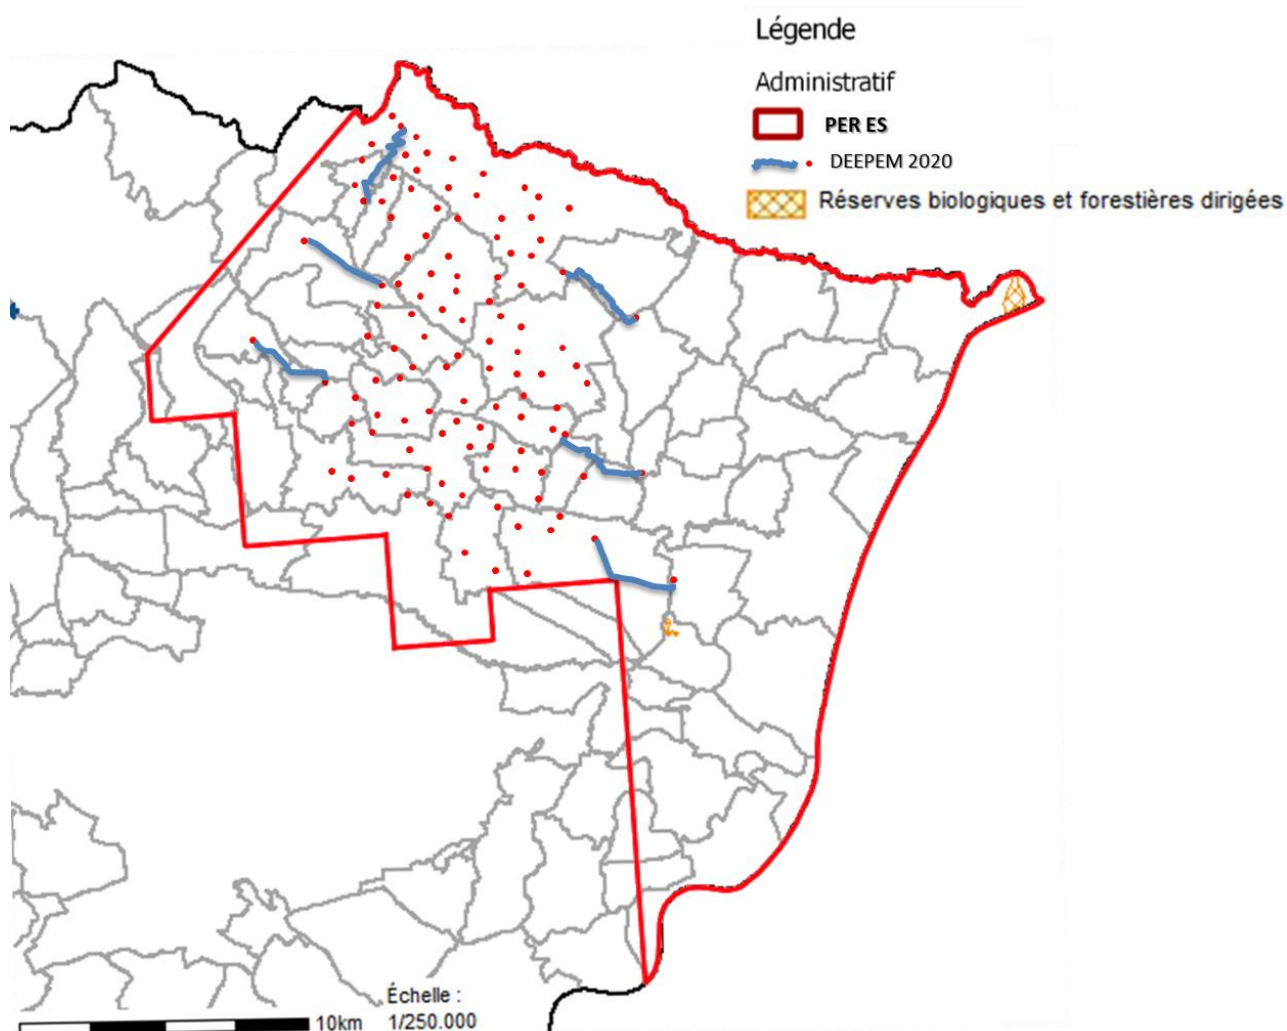 Légende
Administratif
PER ES
DEEPEM 2020
Réserves biologiques et forestières dirigées
Échelle :
10km 1/250.000